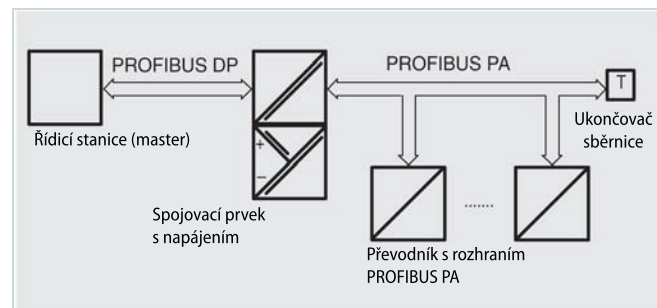 PROFIBUS DP
PROFIBUS PA
T
Řídicí stanice (master)
Ukončovač
sběrnice
+
–
Spojovací prvek
s napájením
.......
Převodník s rozhraním
PROFIBUS PA